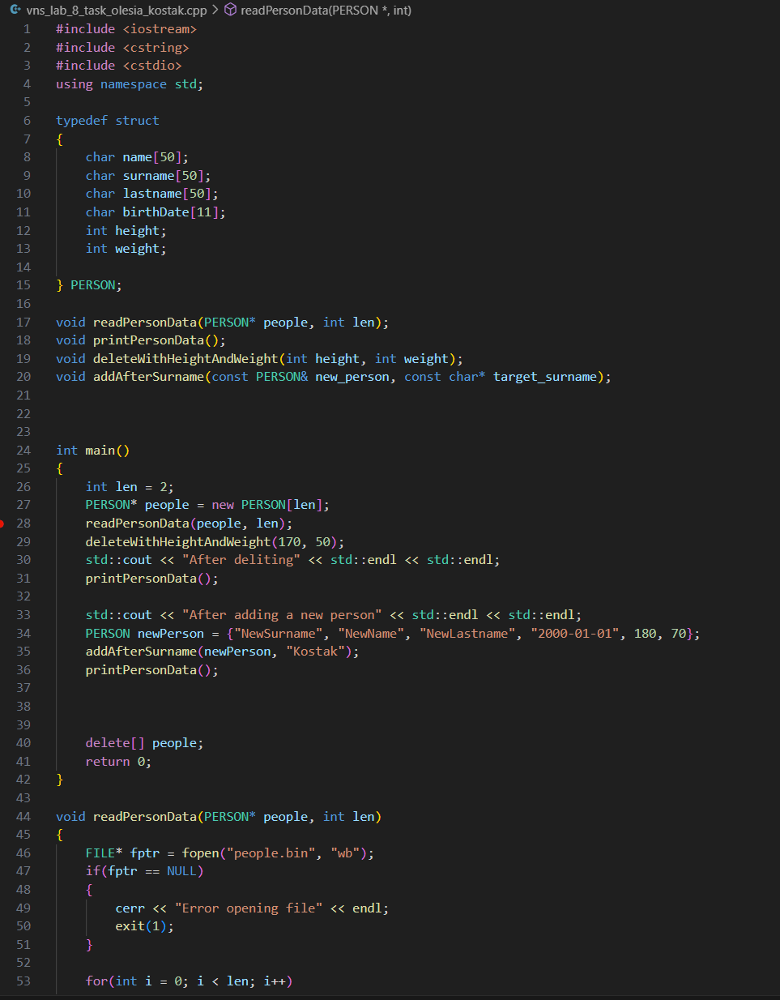 vns_lab_8_task_olesia_kostak.cpp > readPersonData(PERSON *, int)
1 #include <iostream>
2 #include <cstring>
3 #include <cstdio>
4 using namespace std;
5
6 typedef struct
7 {
8     char name[50];
9     char surname[50];
10     char lastname[50];
11     char birthDate[11];
12     int height;
13     int weight;
14
15 } PERSON;
16
17 void readPersonData(PERSON* people, int len);
18 void printPersonData();
19 void deleteWithHeightAndWeight(int height, int weight);
20 void addAfterSurname(const PERSON& new_person, const char* target_surname);
21
22
23
24 int main()
25 {
26     int len = 2;
27     PERSON* people = new PERSON[len];
28     readPersonData(people, len);
29     deleteWithHeightAndWeight(170, 50);
30     std::cout << "After deliting" << std::endl << std::endl;
31     printPersonData();
32
33     std::cout << "After adding a new person" << std::endl << std::endl;
34     PERSON newPerson = {"NewSurname", "NewName", "NewLastname", "2000-01-01", 180, 70};
35     addAfterSurname(newPerson, "Kostak");
36     printPersonData();
37
38
39
40     delete[] people;
41     return 0;
42 }
43
44 void readPersonData(PERSON* people, int len)
45 {
46     FILE* fptr = fopen("people.bin", "wb");
47     if(fptr == NULL)
48     {
49         cerr << "Error opening file" << endl;
50         exit(1);
51     }
52
53     for(int i = 0; i < len; i++)